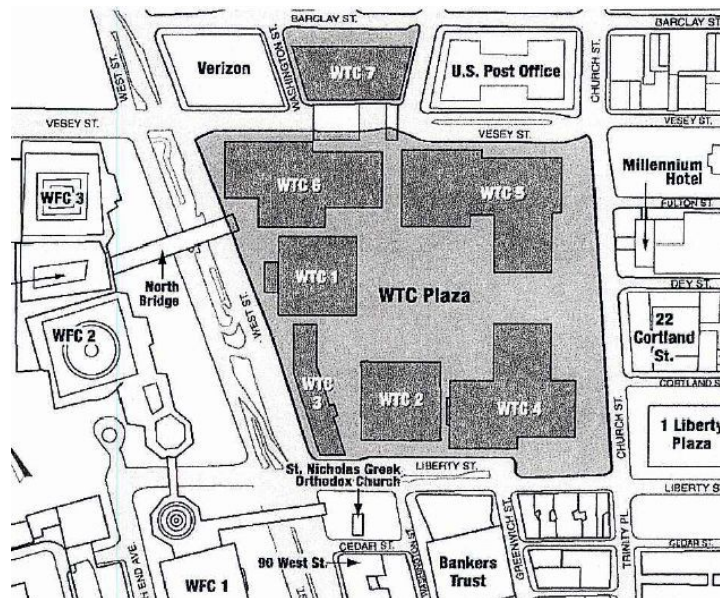 BARCLAY ST.
BARCLAY ST.
WEST ST.
Verizon
WASHINGTON ST.
WTC 7
U.S. Post Office
CHURCH ST.
VESEY ST.
VESEY ST.
VESEY ST.
WFC 3
WTC 6
WTC 5
Millennium
Hotel
FULTON ST.
North
Bridge
WTC 1
WTC Plaza
DEY ST.
WFC 2
WEST ST.
22
Cortland
St.
WTC
3
WTC 2
WTC 4
CORTLAND S
CHURCH ST.
1 Liberty
Plaza
St. Nicholas Greek
Orthodox Church
LIBERTY ST.
LIBERTY S
CEDAR ST.
90 West St.
Bankers
Trust
GREENWICH ST.
TRINITY PL.
CEDAR ST.
END AVE.
WFC 1